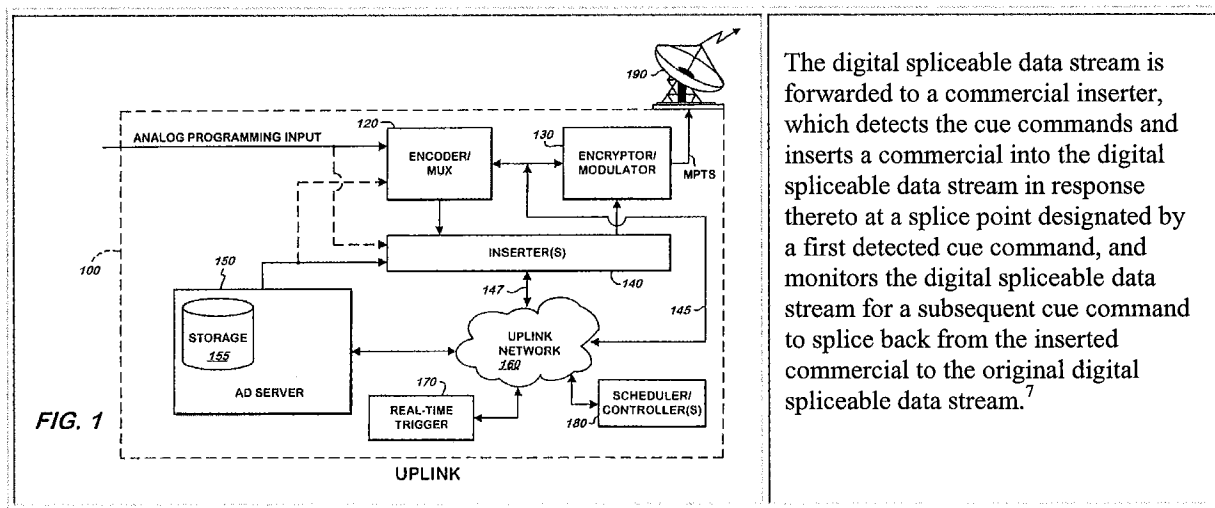 190
ANALOG PROGRAMMING INPUT
120
ENCODER/
MUX
130
ENCRYPTOR/
MODULATOR
MPTS
100
150
INSERTER(S)
140
147
145
STORAGE
155
AD SERVER
UPLINK
NETWORK
160
170
REAL-TIME
TRIGGER
SCHEDULER/
CONTROLLER(S)
180
FIG. 1
UPLINK
The digital spliceable data stream is
forwarded to a commercial inserter,
which detects the cue commands and
inserts a commercial into the digital
spliceable data stream in response
thereto at a splice point designated by
a first detected cue command, and
monitors the digital spliceable data
stream for a subsequent cue command
to splice back from the inserted
commercial to the original digital
spliceable data stream.7